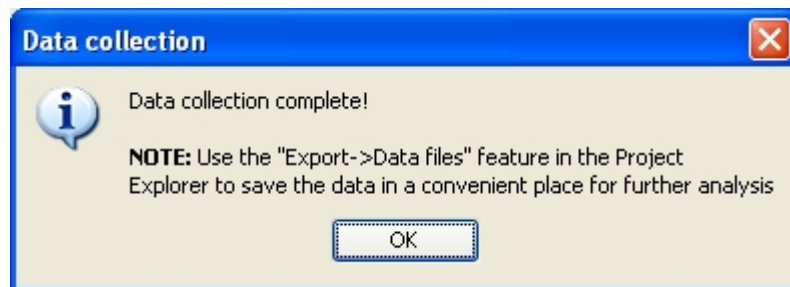 Data collection
Data collection complete!
NOTE: Use the "Export->Data files" feature in the Project
Explorer to save the data in a convenient place for further analysis
OK